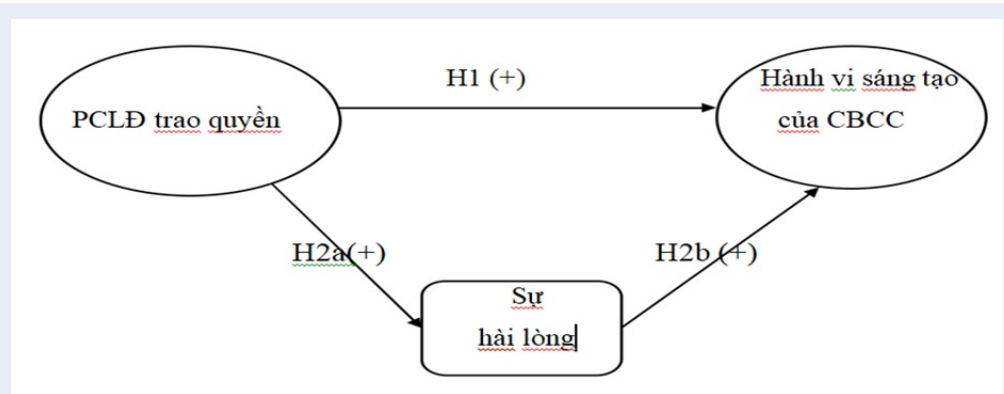 H1 (+)
Hành vi sáng tạo
PCLĐ trao quyền
của CBCC
H2a(+)
H2b (+)
Sự
hài lòng